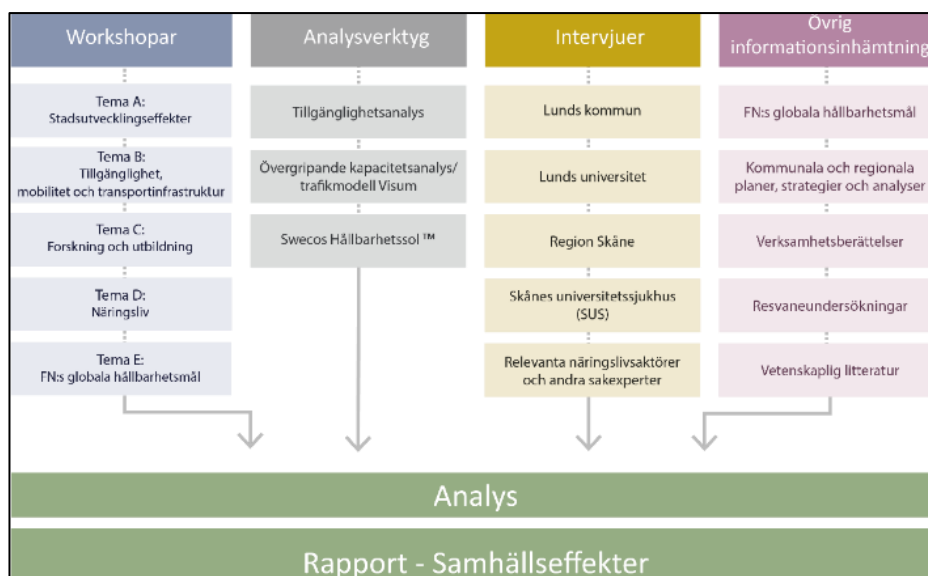 Workshopar
Tema A:
Stadsutvecklingseffekter
Tema B:
Tillgänglighet,
mobilitet och transportinfrastruktur
Tema C:
Forskning och utbildning
Tema D:
Näringsliv
Tema E:
FN:s globala hållbarhetsmål
Analysverktyg
Tillgänglighetsanalys
Övergripande kapacitetsanalys/
trafikmodell Visum
Swecos Hållbarhetssol ™
Intervjuer
Lunds kommun
Lunds universitet
Region Skåne
Skånes universitetssjukhus
(SUS)
Relevanta näringslivsaktörer
och andra sakexperter
Övrig
informationsinhämtning
FN:s globala hållbarhetsmål
Kommunala och regionala
planer, strategier och analyser
Verksamhetsberättelser
Resvaneundersökningar
Vetenskaplig litteratur
Analys
Rapport - Samhällseffekter